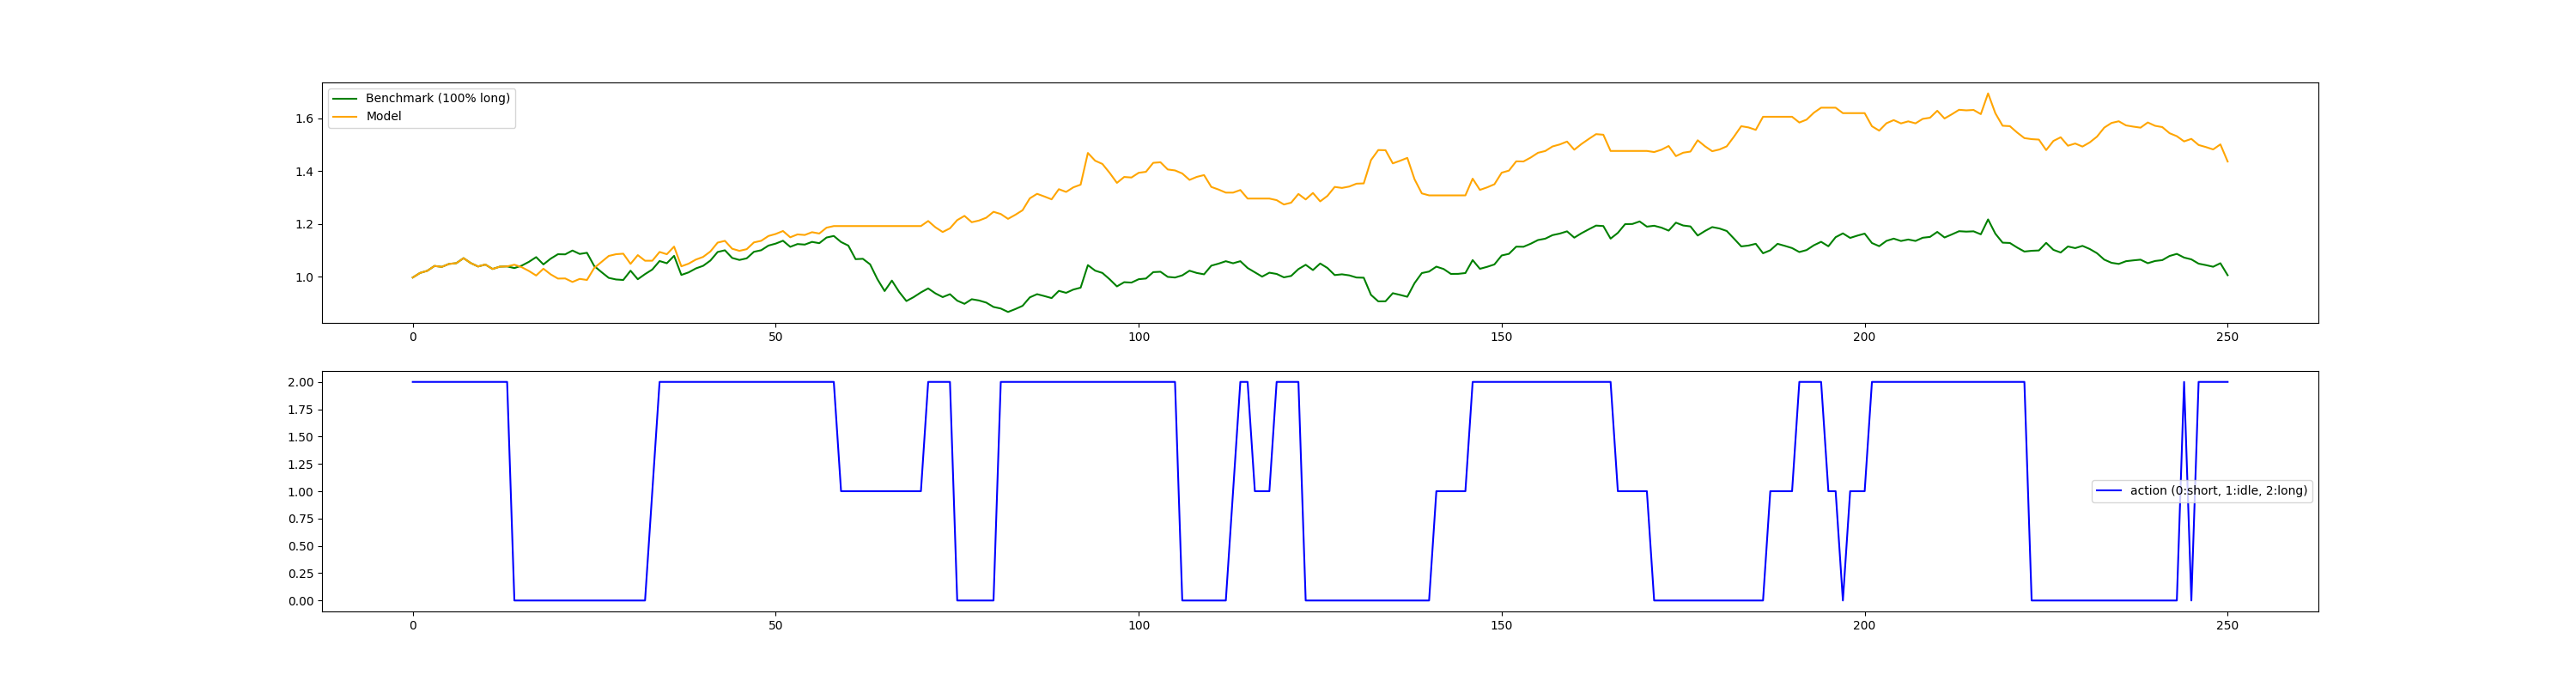 Benchmark (100% long)
Model
1.6
1.4
1.2
1.0
0 50 100 150 200 250
2.00
1.75
1.50
1.25
1.00
0.75
0.50
0.25
0.00
action (0:short, 1:idle, 2:long)
0 50 100 150 200 250